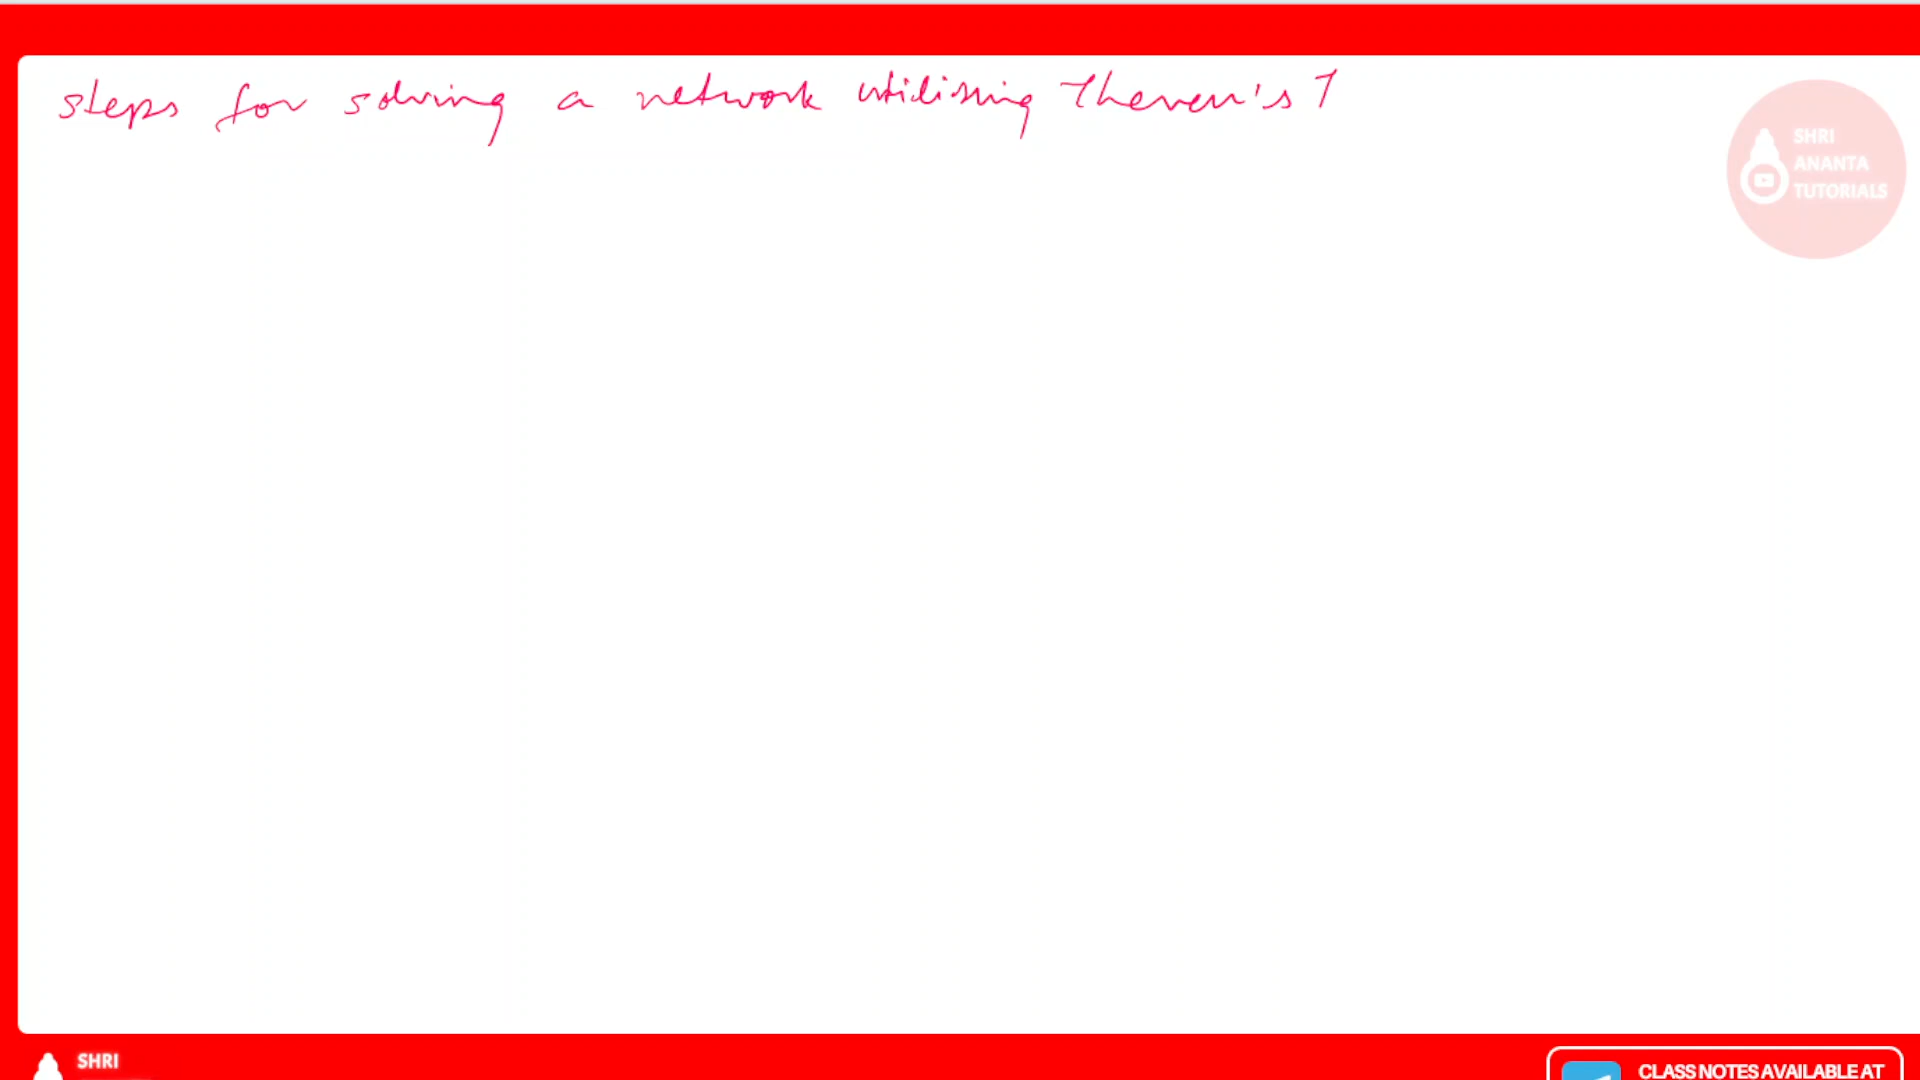 steps for solving a network utilising Theven's T
SHRI
ANANTA
TUTORIALS
SHRI
CLASS NOTES AVAILABLE AT